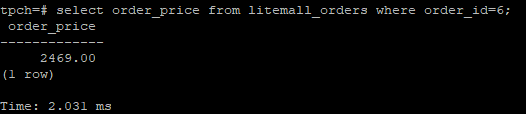 tpch=# select order_price from litemall_orders where order_id=6;
order_price
-------------
2469.00
(1 row)
Time: 2.031 ms